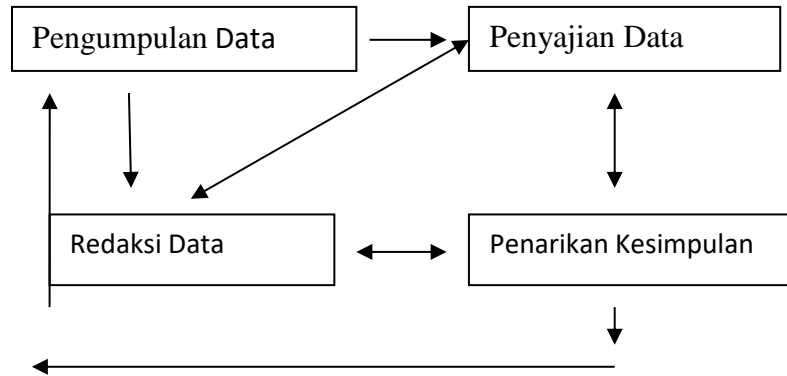 Pengumpulan Data
Penyajian Data
Redaksi Data
Penarikan Kesimpulan